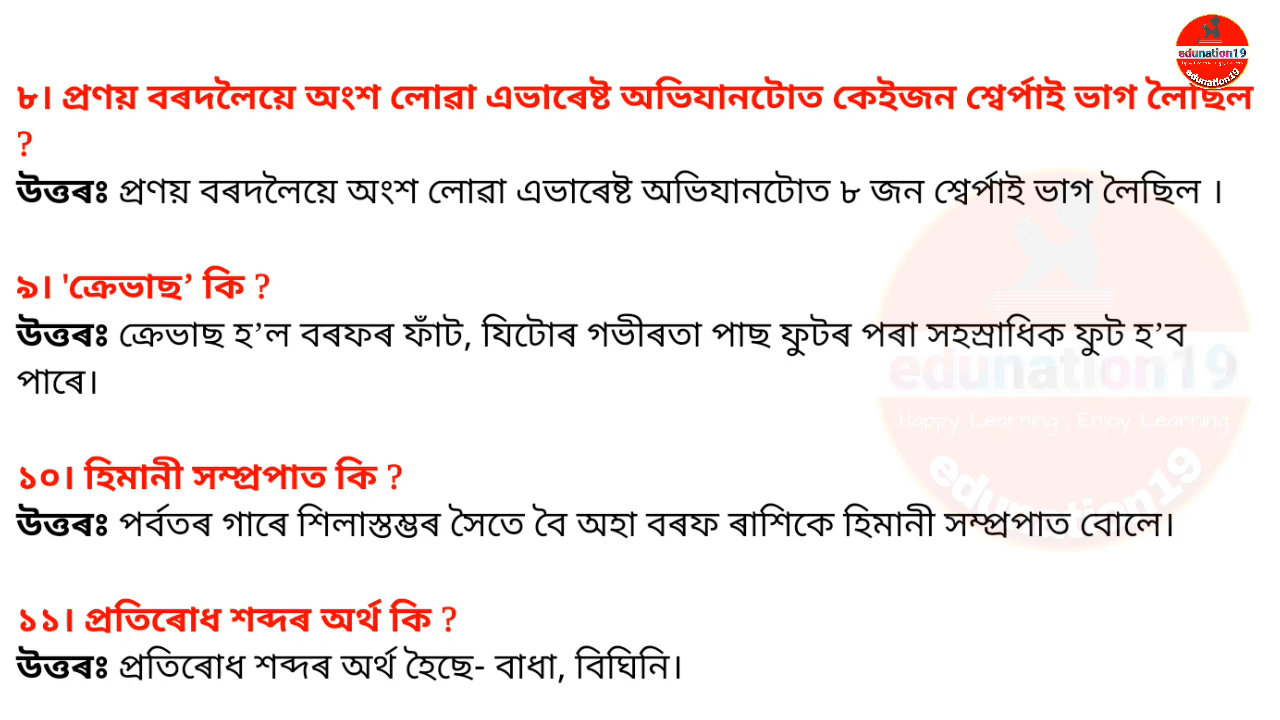 edunation19
৮। প্ৰণয় বৰদলৈয়ে অংশ লোৱা এভাৰেষ্ট অভিযানটোত কেইজন শ্বেৰ্পাই ভাগ লৈছিল
?
উত্তৰঃ প্ৰণয় বৰদলৈয়ে অংশ লোৱা এভাৰেষ্ট অভিযানটোত ৮ জন শ্বেৰ্পাই ভাগ লৈছিল ।
৯। 'ক্ৰেভাছ’ কি ?
উত্তৰঃ ক্ৰেভাছ হ’ল বৰফৰ ফাঁট, যিটোৰ গভীৰতা পাছ ফুটৰ পৰা সহস্ৰাধিক ফুট হ’ব
পাৰে।
edunation19
Happy Learning , Enjoy Learning
১০। হিমানী সম্প্ৰপাত কি ?
উত্তৰঃ পৰ্বতৰ গাৰে শিলাস্তম্ভৰ সৈতে বৈ অহা বৰফ ৰাশিকে হিমানী সম্প্ৰপাত বোলে।
edunation19
১১। প্ৰতিৰোধ শব্দৰ অৰ্থ কি ?
উত্তৰঃ প্ৰতিৰোধ শব্দৰ অৰ্থ হৈছে- বাধা, বিঘিনি।